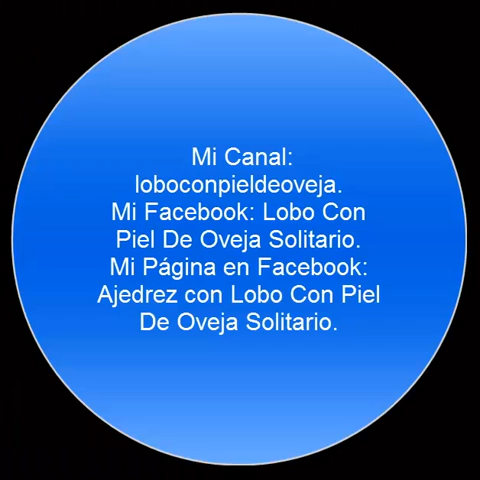 Mi Canal:
loboconpieldeoveja.
Mi Facebook: Lobo Con
Piel De Oveja Solitario.
Mi Página en Facebook:
Ajedrez con Lobo Con Piel
De Oveja Solitario.